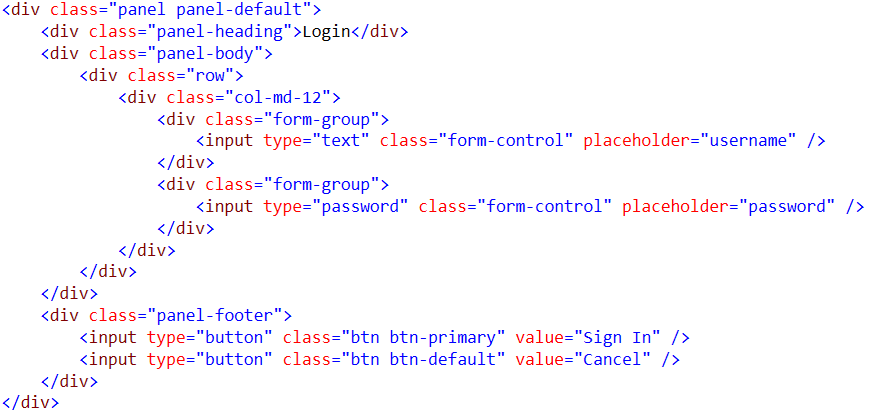 <div class="panel panel-default">
    <div class="panel-heading">Login</div>
    <div class="panel-body">
        <div class="row">
            <div class="col-md-12">
                <div class="form-group">
                    <input type="text" class="form-control" placeholder="username" />
                </div>
                <div class="form-group">
                    <input type="password" class="form-control" placeholder="password" />
                </div>
            </div>
        </div>
    </div>
    <div class="panel-footer">
        <input type="button" class="btn btn-primary" value="Sign In" />
        <input type="button" class="btn btn-default" value="Cancel" />
    </div>
</div>